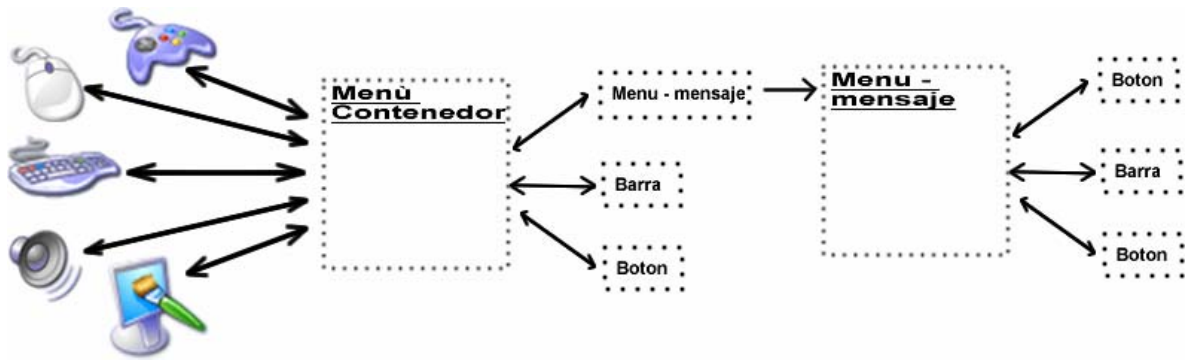 Menù
Contenedor
Menu - mensaje
Barra
Boton
Menu -
mensaje
Boton
Barra
Boton